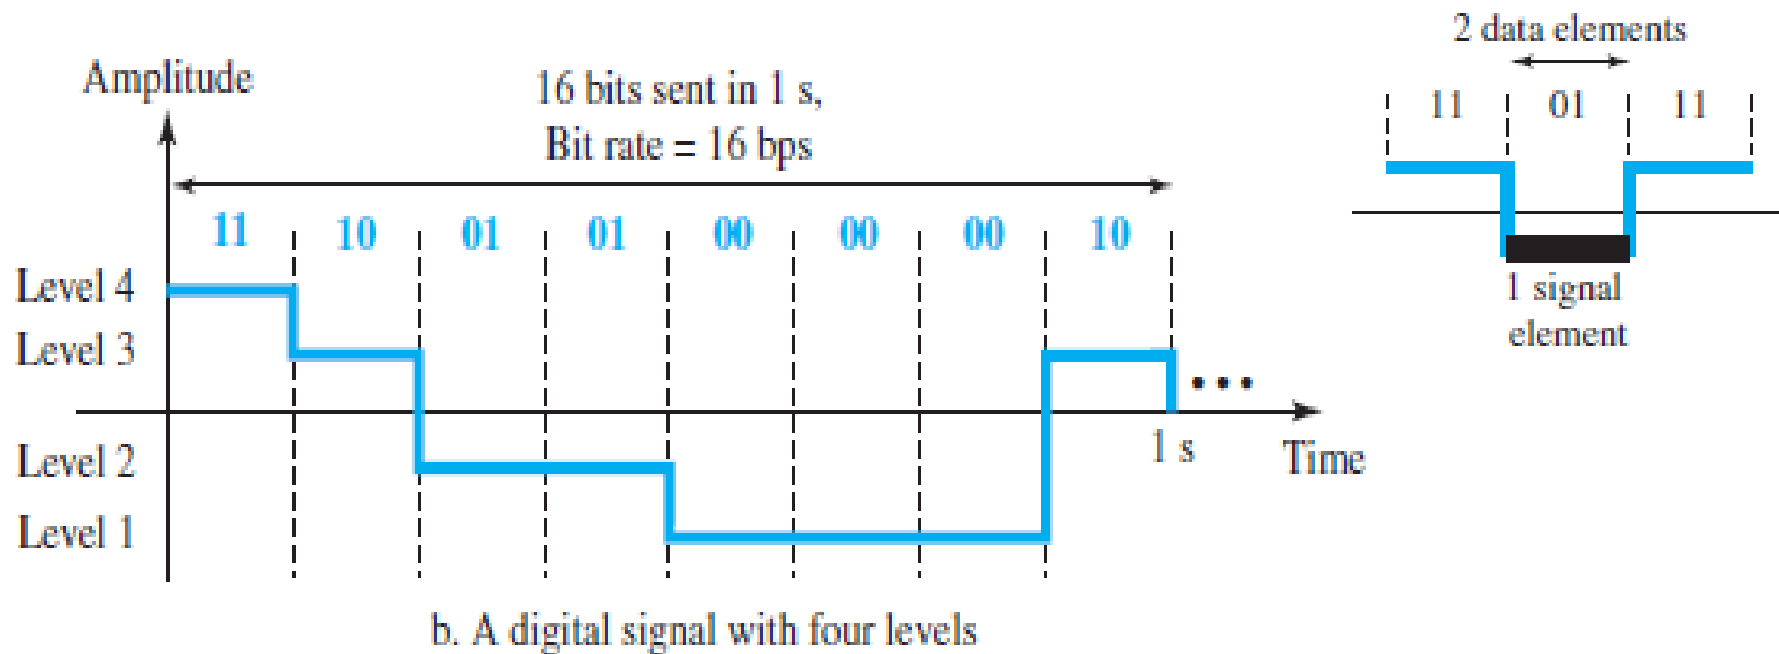 Amplitude
16 bits sent in 1 s,
Bit rate = 16 bps
11 10 01 01 00 00 00 10
Level 4
Level 3
Level 2
Level 1
1 s
Time
b. A digital signal with four levels
2 data elements
11 01 11
1 signal
element